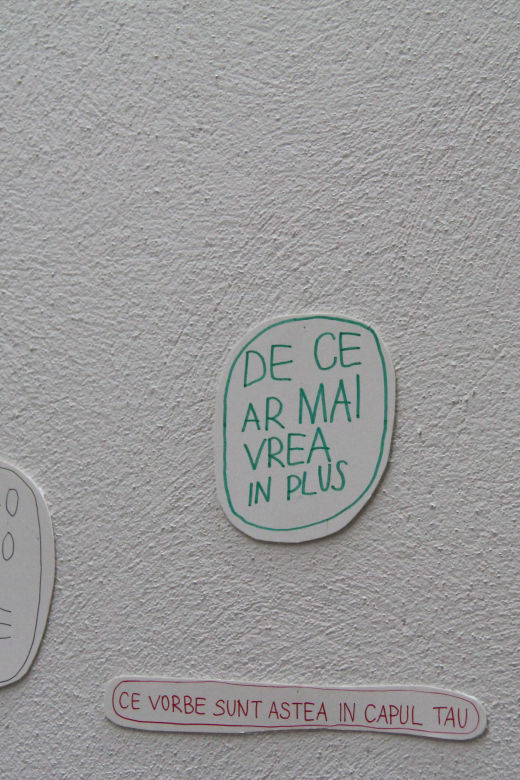 DE CE
AR MAI
VREA
IN PLUS
CE VORBE SUNT ASTEA IN CAPUL TAU